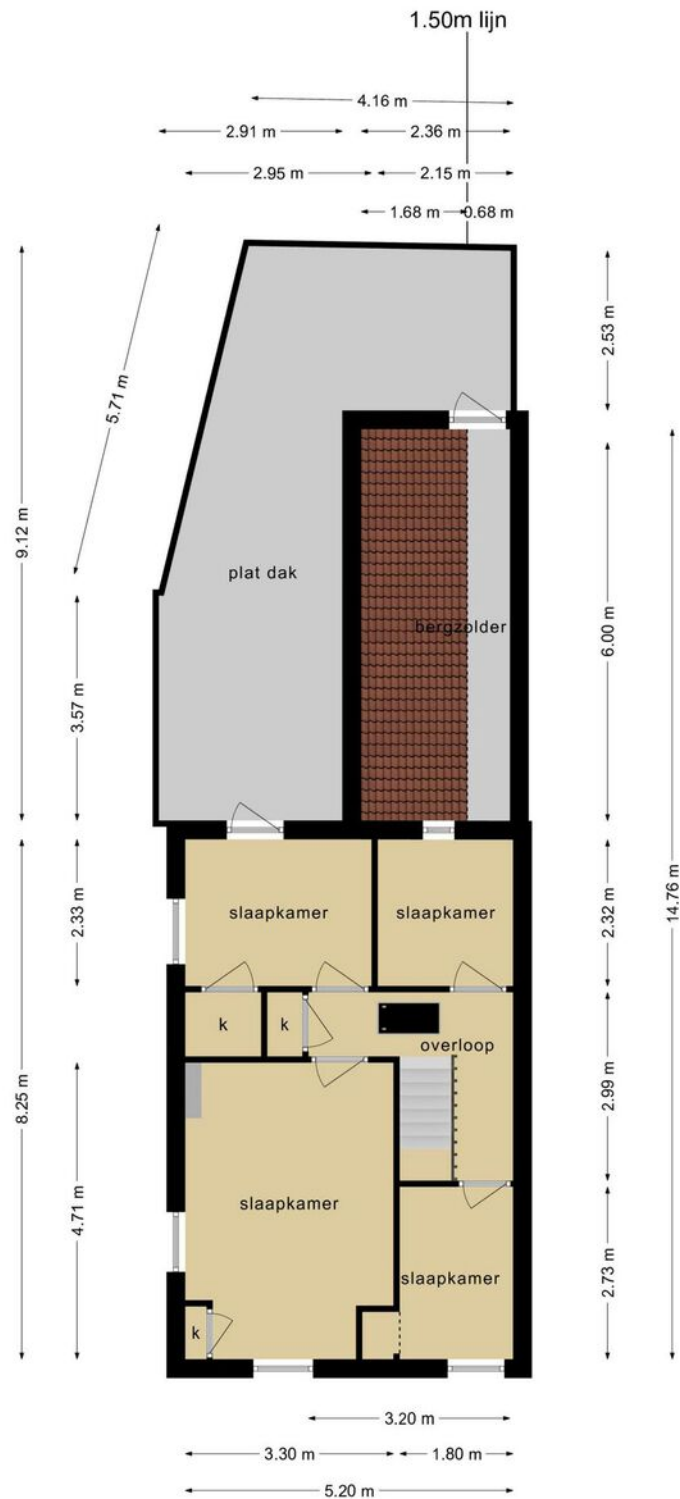 1.50m lijn
4.16 m
2.91 m
2.36 m
2.95 m
2.15 m
1.68 m
0.68 m
5.71 m
2.53 m
9.12 m
plat dak
bergzolder
6.00 m
3.57 m
14.76 m
2.33 m
slaapkamer
slaapkamer
2.32 m
k
k
overloop
8.25 m
2.99 m
4.71 m
slaapkamer
slaapkamer
2.73 m
k
3.20 m
3.30 m
1.80 m
5.20 m